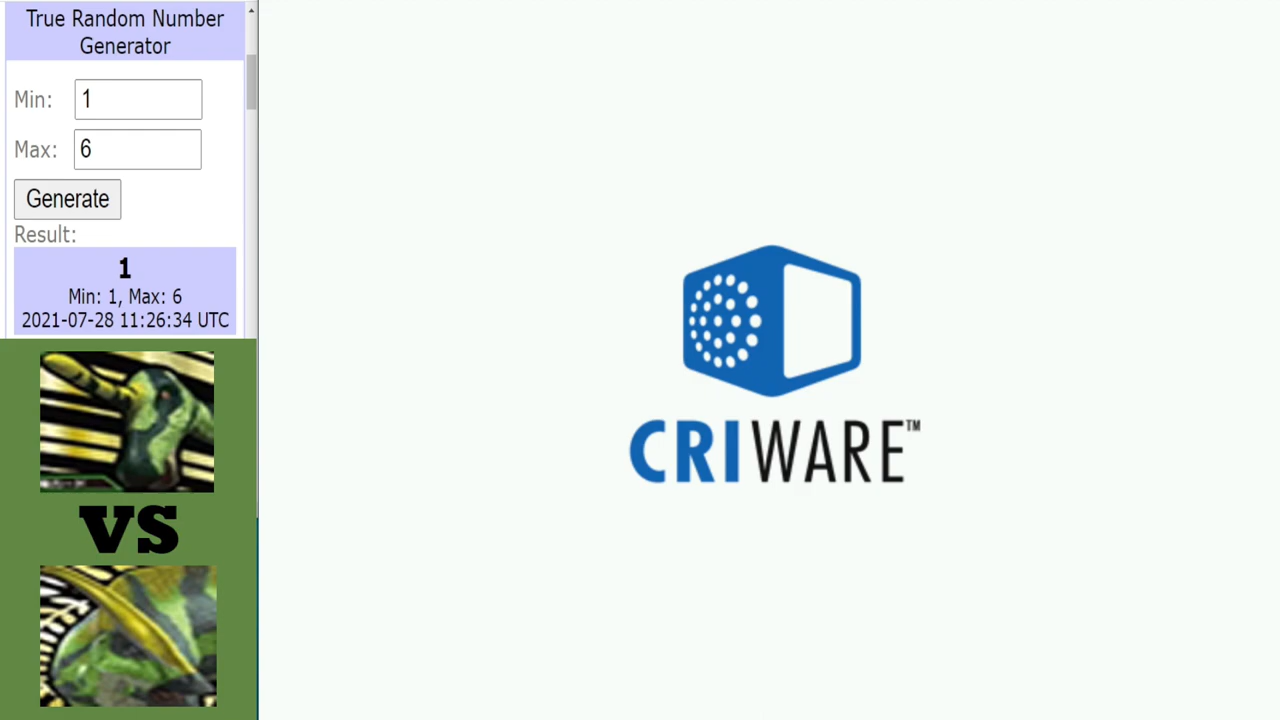 True Random Number
Generator
Min: 1
Max: 6
Generate
Result:
1
Min: 1, Max: 6
2021-07-28 11:26:34 UTC
VS
CRIWARE™